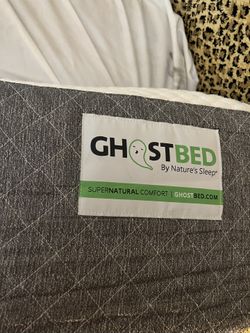 GHOSTBED
By Nature's Sleep®
SUPERNATURAL COMFORT | GHOSTBED.COM